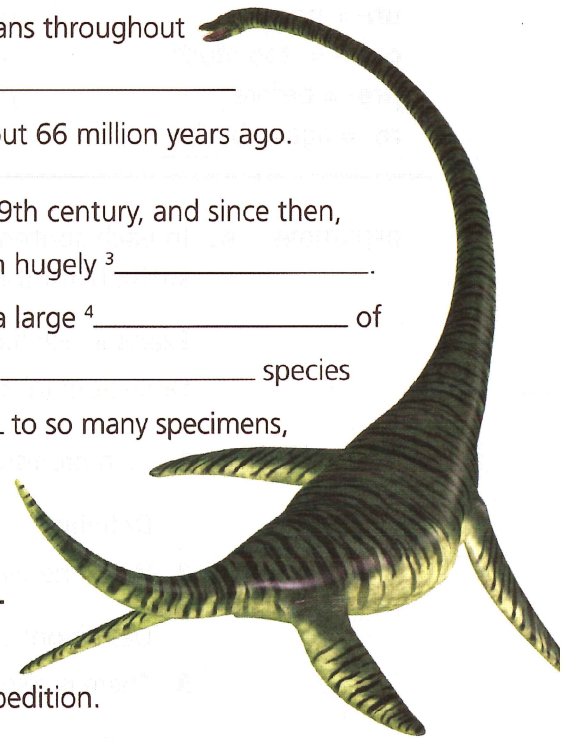 ans throughout
ut 66 million years ago.
9th century, and since then,
n hugely 3
a large 4 of
species
to so many specimens,
pedition.